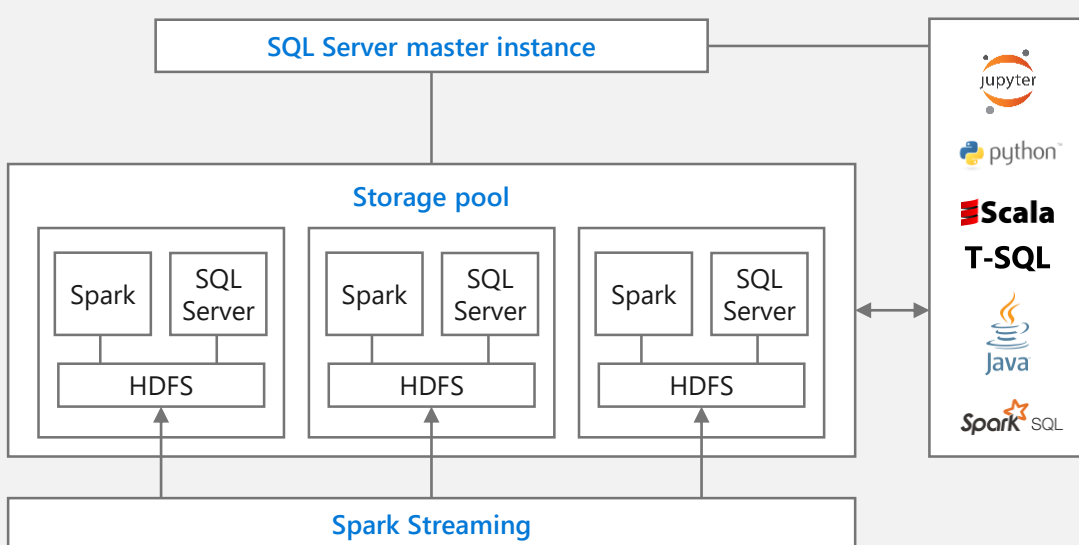 SQL Server master instance
Storage pool
Spark
SQL
Server
HDFS
Spark
SQL
Server
HDFS
Spark
SQL
Server
HDFS
Spark Streaming
jupyter
python™
Scala
T-SQL
Java
Spark SQL